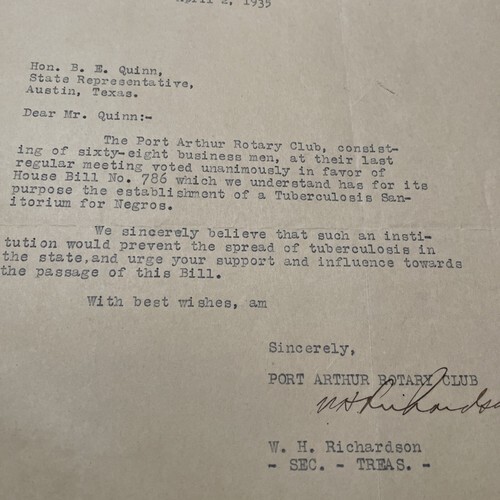 April 2, 1935
Hon. B. E. Quinn,
State Representative,
Austin, Texas.
Dear Mr. Quinn:-
The Port Arthur Rotary Club, consist-
ing of sixty-eight business men, at their last
regular meeting voted unanimously in favor of
House Bill No. 786 which we understand has for its
purpose the establishment of a Tuberculosis San-
itorium for Negros.
We sincerely believe that such an insti-
tution would prevent the spread of tuberculosis in
the state,and urge your support and influence towards
the passage of this Bill.
With best wishes, am
Sincerely,
PORT ARTHUR ROTARY CLUB
W H Richardson
W. H. Richardson
- SEC. - TREAS. -